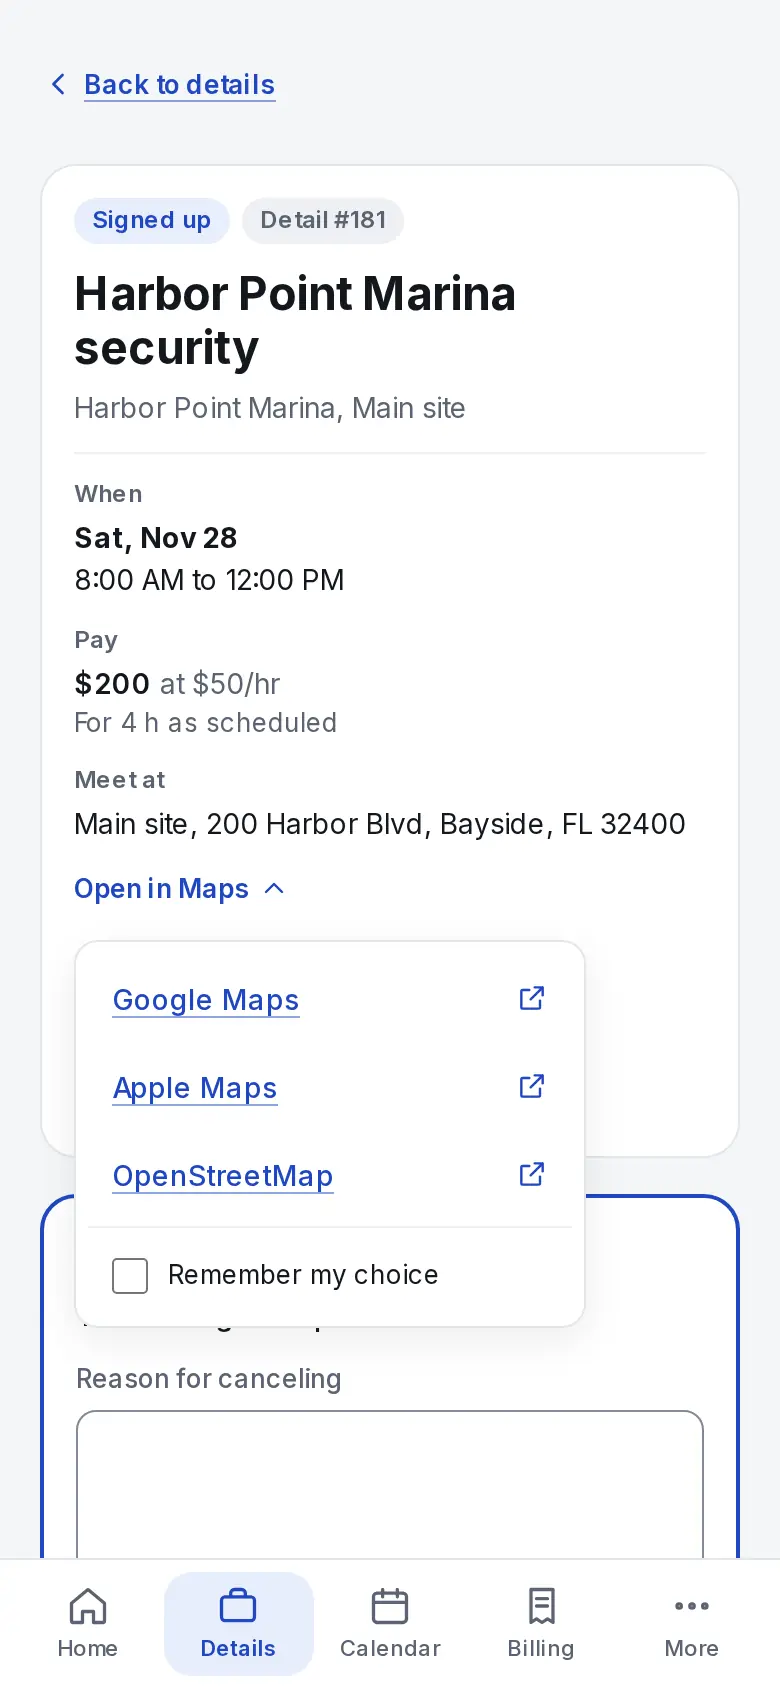 Back to details
Signed up
Detail #181
Harbor Point Marina
security
Harbor Point Marina, Main site
When
Sat, Nov 28
8:00 AM to 12:00 PM
Pay
$200 at $50/hr
For 4 h as scheduled
Meet at
Main site, 200 Harbor Blvd, Bayside, FL 32400
Open in Maps
Google Maps
Apple Maps
OpenStreetMap
Remember my choice
Reason for canceling
Home
Details
Calendar
Billing
More